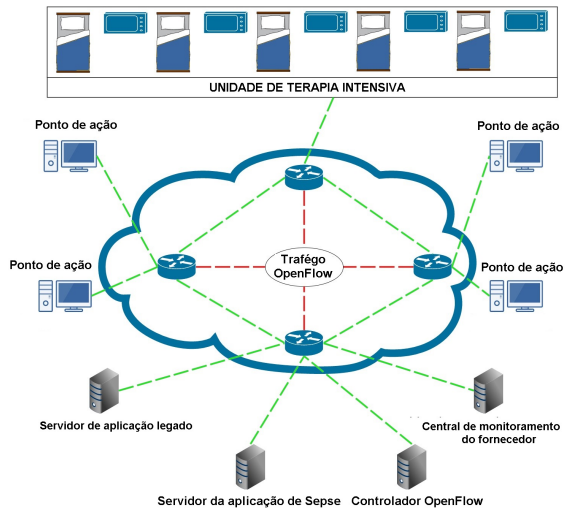 UNIDADE DE TERAPIA INTENSIVA
Ponto de ação
Ponto de ação
Trafégo
OpenFlow
Ponto de ação
Ponto de ação
Servidor de aplicação legado
Central de monitoramento
do fornecedor
Servidor da aplicação de Sepse
Controlador OpenFlow